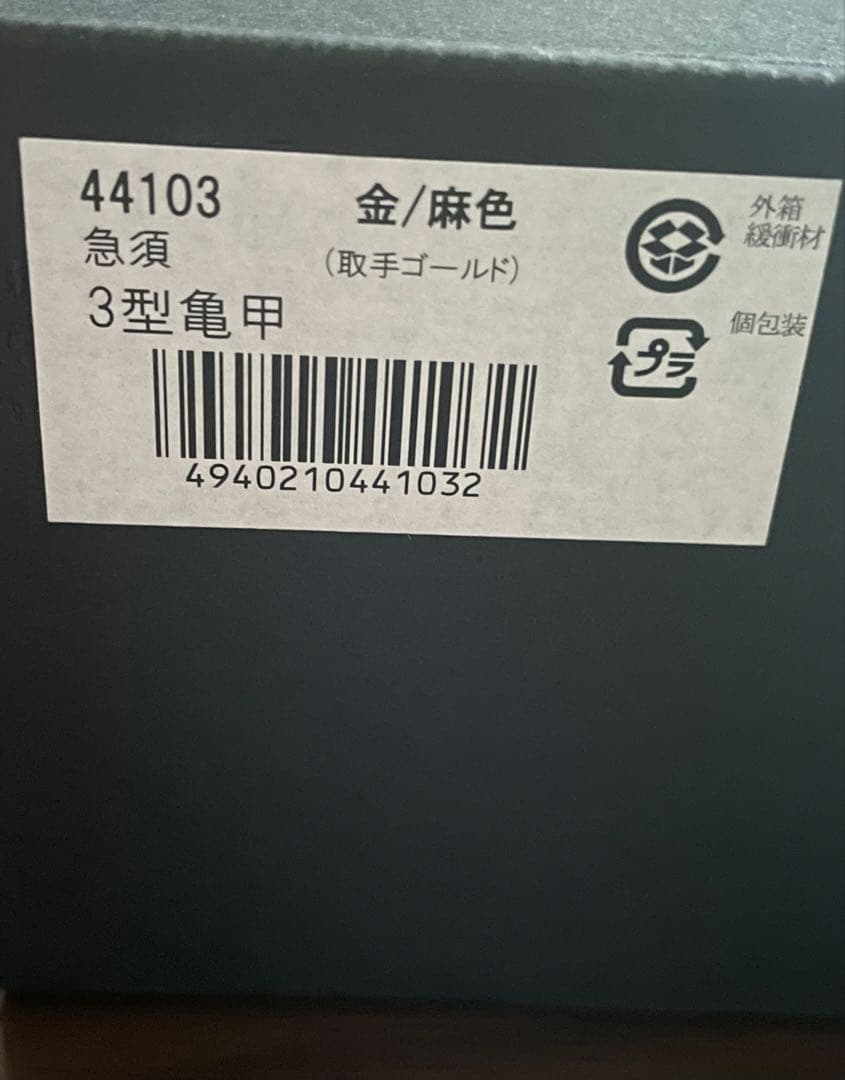 44103 金/麻色
急須 (取手ゴールド)
3型亀甲
4940210441032
外箱
緩衝材
プラ
個包装